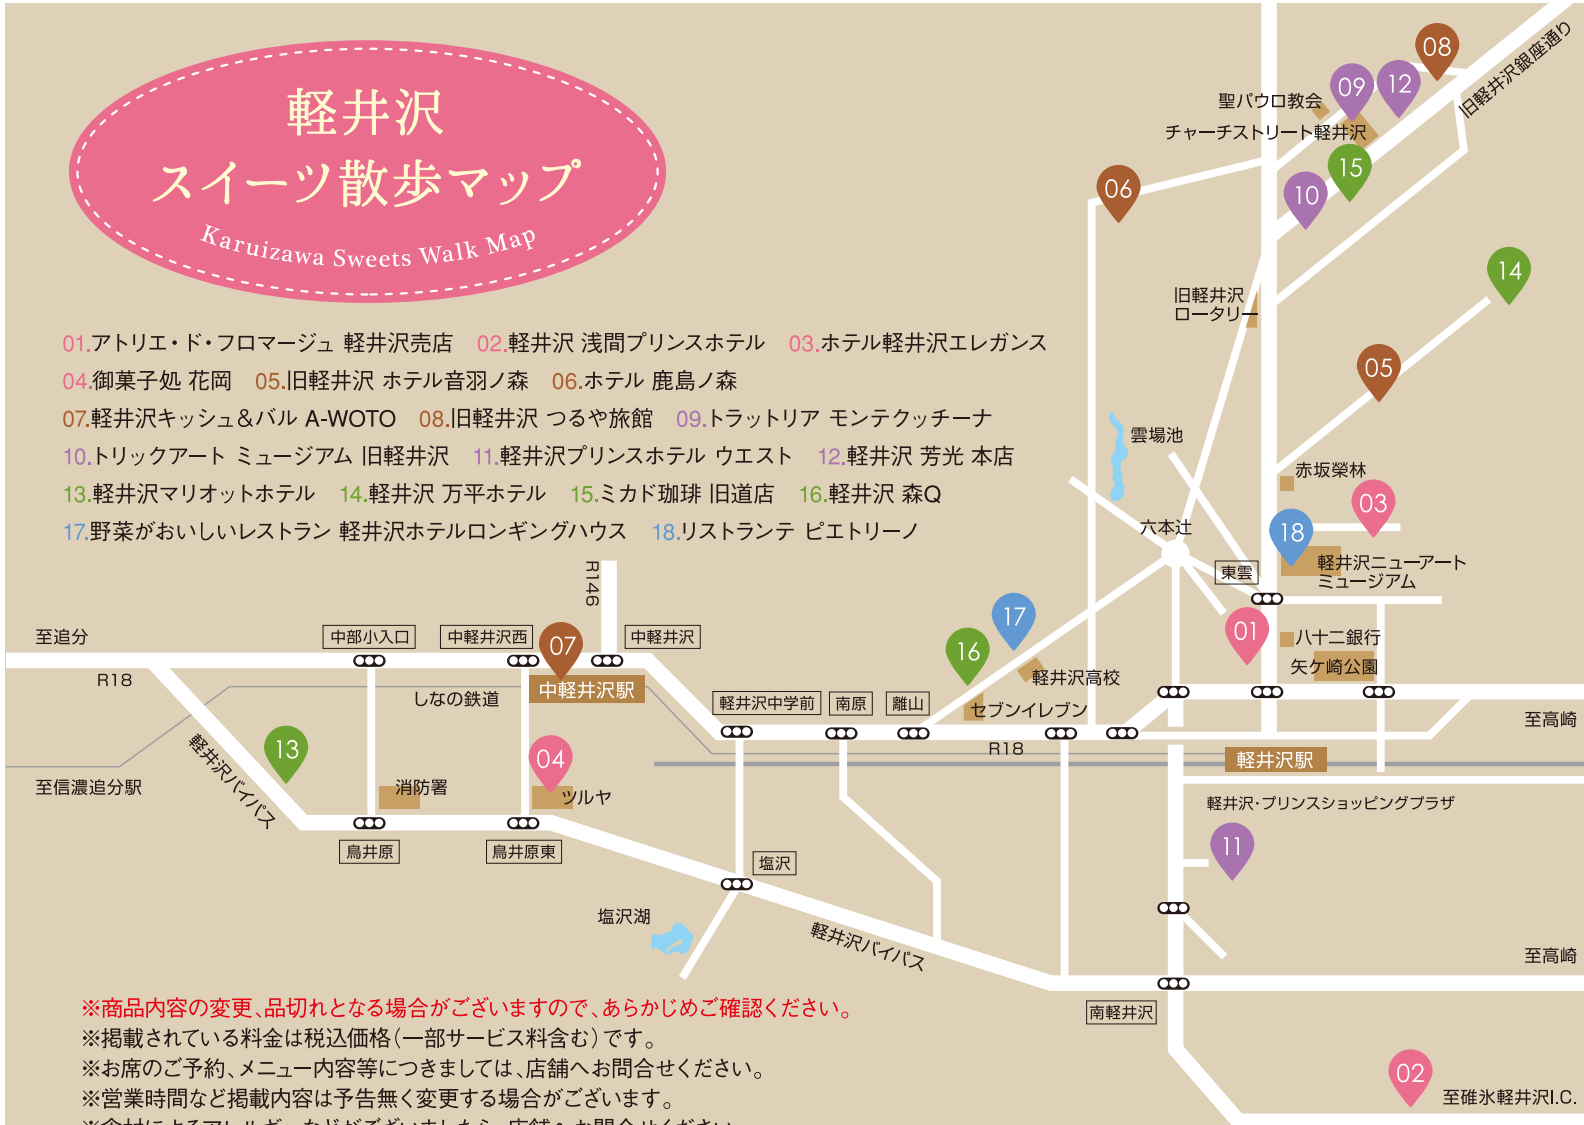 軽井沢
スイーツ散歩マップ
Karuizawa Sweets Walk Map
01.アトリエ・ド・フロマージュ 軽井沢売店 02.軽井沢 浅間プリンスホテル 03.ホテル軽井沢エレガンス
04.御菓子処 花岡 05.旧軽井沢 ホテル音羽ノ森 06.ホテル 鹿島ノ森
07.軽井沢キッシュ&バル A-WOTO 08.旧軽井沢 つるや旅館 09.トラットリア モンテクッチーナ
10.トリックアート ミュージアム 旧軽井沢 11.軽井沢プリンスホテル ウエスト 12.軽井沢 芳光 本店
13.軽井沢マリオットホテル 14.軽井沢 万平ホテル 15.ミカド珈琲 旧道店 16.軽井沢 森Q
17.野菜がおいしいレストラン 軽井沢ホテルロンギングハウス 18.リストランテ ピエトリーノ
08
旧軽井沢銀座通り
12
09
聖パウロ教会
チャーチストリート軽井沢
15
06
10
14
旧軽井沢
ロータリー
05
雲場池
赤坂榮林
03
六本辻
18
軽井沢ニューアート
ミュージアム
東雲
R146
17
01
八十二銀行
矢ケ崎公園
至追分
中部小入口
中軽井沢西
07
中軽井沢
16
軽井沢高校
R18
しなの鉄道
中軽井沢駅
軽井沢中学前
南原
離山
セブンイレブン
至高崎
R18
軽井沢駅
13
軽井沢バイパス
04
至信濃追分駅
消防署
ツルヤ
軽井沢・プリンスショッピングプラザ
鳥井原
鳥井原東
塩沢
11
塩沢湖
軽井沢バイパス
至高崎
南軽井沢
02
至碓氷軽井沢I.C.
※商品内容の変更、品切れとなる場合がございますので、あらかじめご確認ください。
※掲載されている料金は税込価格(一部サービス料含む)です。
※お席のご予約、メニュー内容等につきましては、店舗へお問合せください。
※営業時間など掲載内容は予告無く変更する場合がございます。